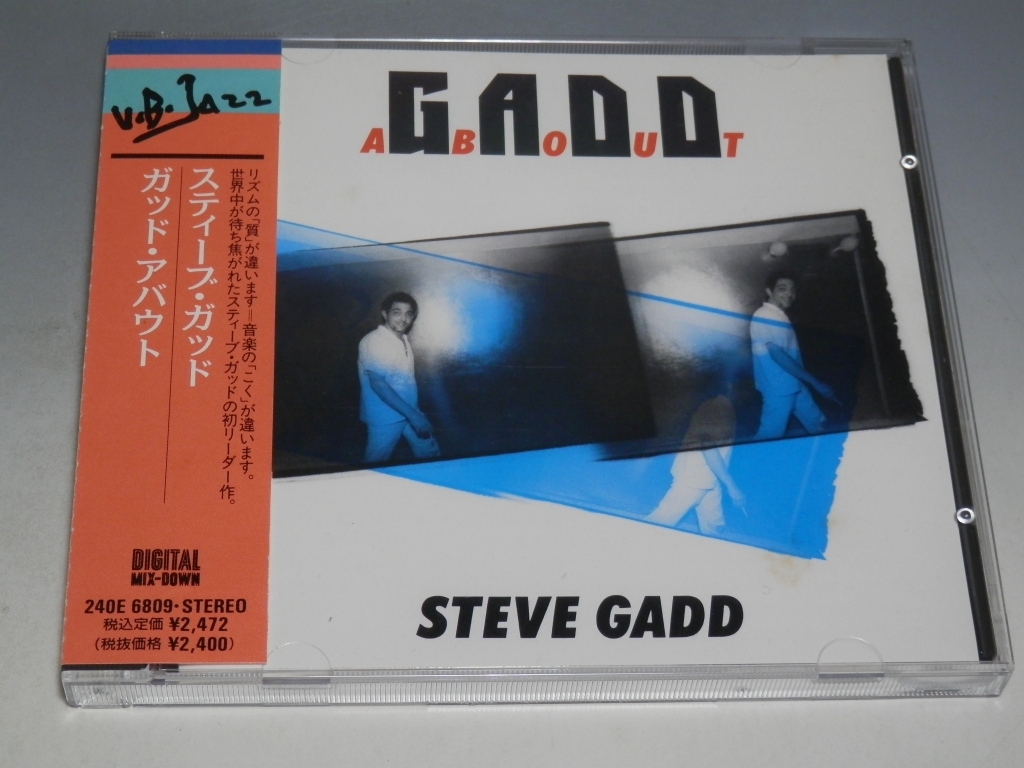 V.B.Jazz
リズムの「質」が違います＝音楽の「こく」が違います。
世界中が待ち焦がれたスティーブ・ガッドの初リーダー作。
スティーブ・ガッド
ガッド・アバウト
DIGITAL
MIX-DOWN
240E 6809・STEREO
税込定価 ¥2,472
(税抜価格 ¥2,400)
GADD
ABOUT
STEVE GADD